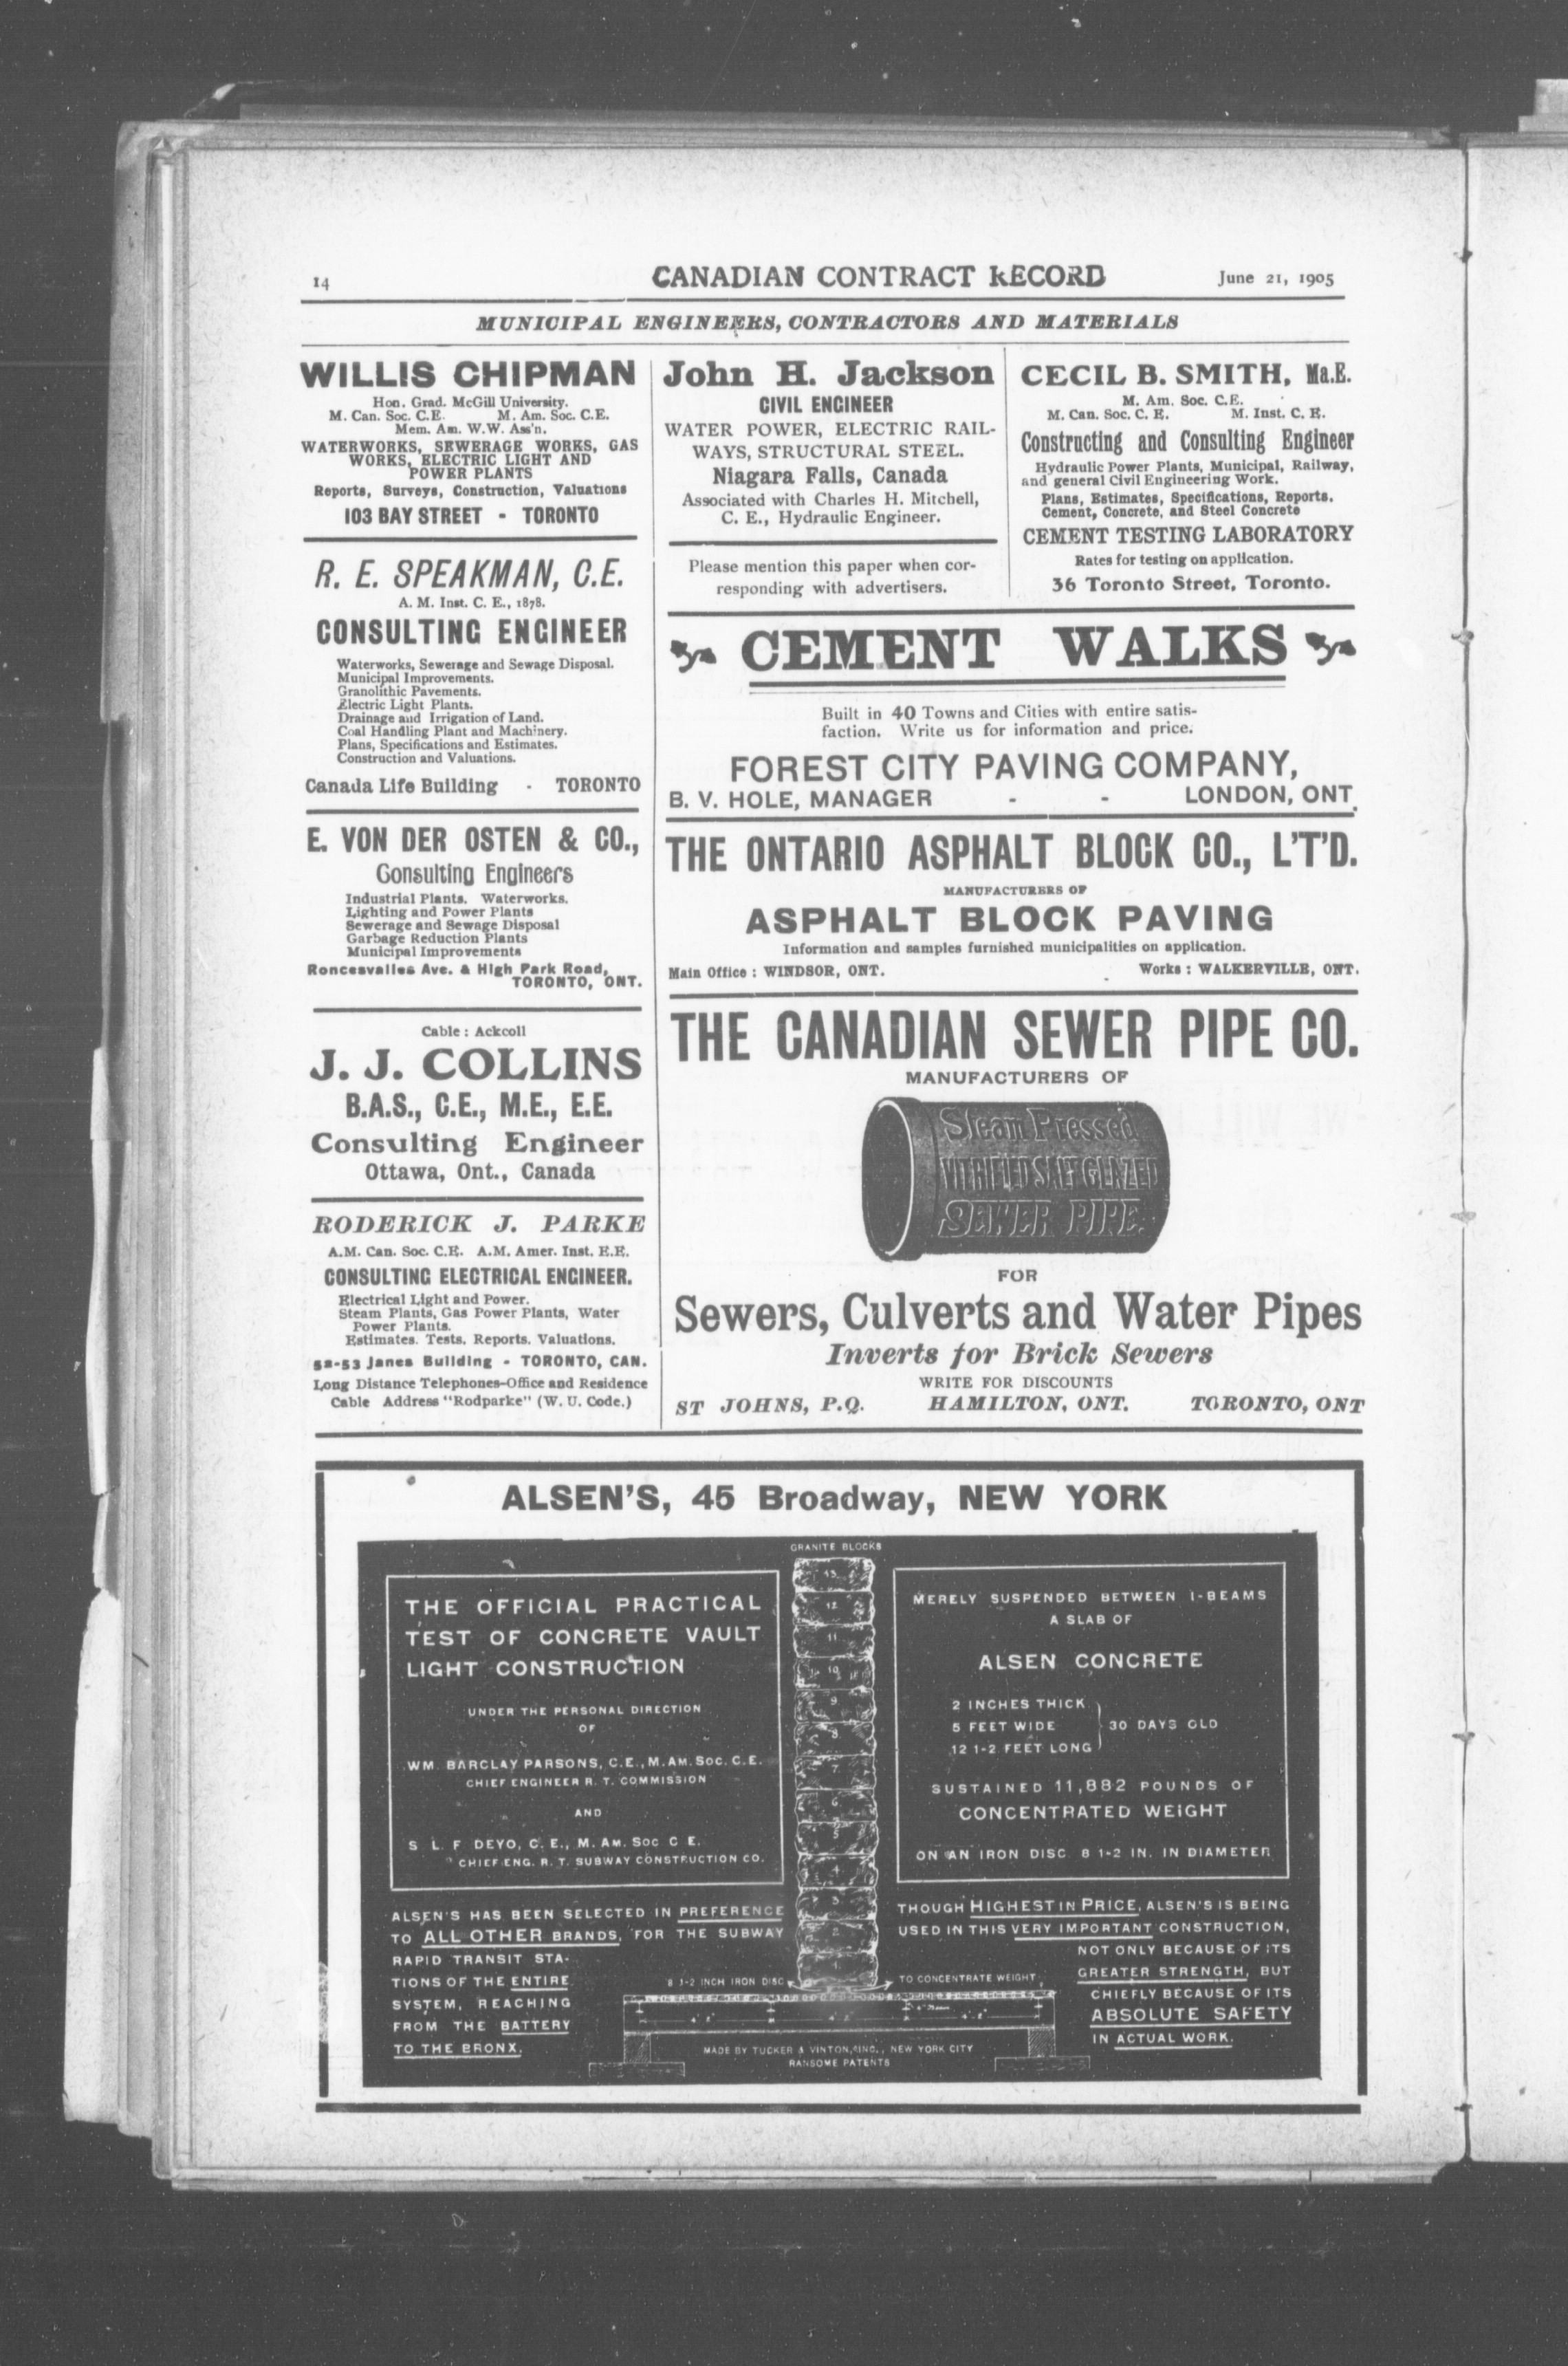 14
CANADIAN CONTRACT RECORD
June 21, 1905
MUNICIPAL ENGINEERS, CONTRACTORS AND MATERIALS
WILLIS CHIPMAN
Hon. Grad. McGill University.
M. Can. Soc. C.E. M. Am. Soc. C.E.
Mem. Am. W.W. Ass'n.
WATERWORKS, SEWERAGE WORKS, GAS
WORKS, ELECTRIC LIGHT AND
POWER PLANTS
Reports, Surveys, Construction, Valuations
103 BAY STREET - TORONTO
R. E. SPEAKMAN, C.E.
A. M. Inst. C. E., 1878.
CONSULTING ENGINEER
Waterworks, Sewerage and Sewage Disposal.
Municipal Improvements.
Granolithic Pavements.
Electric Light Plants.
Drainage and Irrigation of Land.
Coal Handling Plant and Machinery.
Plans, Specifications and Estimates.
Construction and Valuations.
Canada Life Building - TORONTO
E. VON DER OSTEN & CO.,
Consulting Engineers
Industrial Plants. Waterworks.
Lighting and Power Plants
Sewerage and Sewage Disposal
Garbage Reduction Plants
Municipal Improvements
Roncesvalles Ave. & High Park Road,
TORONTO, ONT.
Cable : Ackcoll
J. J. COLLINS
B.A.S., C.E., M.E., E.E.
Consulting Engineer
Ottawa, Ont., Canada
RODERICK J. PARKE
A.M. Can. Soc. C.E. A.M. Amer. Inst. E.E.
CONSULTING ELECTRICAL ENGINEER.
Electrical Light and Power.
Steam Plants, Gas Power Plants, Water
Power Plants.
Estimates. Tests. Reports. Valuations.
52-53 Janes Building - TORONTO, CAN.
Long Distance Telephones-Office and Residence
Cable Address "Rodparke" (W. U. Code.)
John H. Jackson
CIVIL ENGINEER
WATER POWER, ELECTRIC RAIL-
WAYS, STRUCTURAL STEEL.
Niagara Falls, Canada
Associated with Charles H. Mitchell,
C. E., Hydraulic Engineer.
Please mention this paper when cor-
responding with advertisers.
CECIL B. SMITH, Ma.E.
M. Am. Soc. C.E.
M. Can. Soc. C. E. M. Inst. C. E.
Constructing and Consulting Engineer
Hydraulic Power Plants, Municipal, Railway,
and general Civil Engineering Work.
Plans, Estimates, Specifications, Reports.
Cement, Concrete, and Steel Concrete
CEMENT TESTING LABORATORY
Rates for testing on application.
36 Toronto Street, Toronto.
CEMENT WALKS
Built in 40 Towns and Cities with entire satis-
faction. Write us for information and price.
FOREST CITY PAVING COMPANY,
B. V. HOLE, MANAGER - - LONDON, ONT.
THE ONTARIO ASPHALT BLOCK CO., L'T'D.
MANUFACTURERS OF
ASPHALT BLOCK PAVING
Information and samples furnished municipalities on application.
Main Office : WINDSOR, ONT. Works : WALKERVILLE, ONT.
THE CANADIAN SEWER PIPE CO.
MANUFACTURERS OF
Steam Pressed
VITRIFIED SALT GLAZED
SEWER PIPE
FOR
Sewers, Culverts and Water Pipes
Inverts for Brick Sewers
WRITE FOR DISCOUNTS
ST JOHNS, P.Q. HAMILTON, ONT. TORONTO, ONT
ALSEN'S, 45 Broadway, NEW YORK
GRANITE BLOCKS
THE OFFICIAL PRACTICAL
TEST OF CONCRETE VAULT
LIGHT CONSTRUCTION
UNDER THE PERSONAL DIRECTION
OF
WM. BARCLAY PARSONS, C.E., M. AM. SOC. C.E.
CHIEF ENGINEER R. T. COMMISSION
AND
S. L. F DEYO, C. E., M. AM. SOC C E.
CHIEF ENG. R. T. SUBWAY CONSTRUCTION CO.
ALSEN'S HAS BEEN SELECTED IN PREFERENCE
TO ALL OTHER BRANDS, FOR THE SUBWAY
RAPID TRANSIT STA-
TIONS OF THE ENTIRE
SYSTEM, REACHING
FROM THE BATTERY
TO THE BRONX.
13
12
11
10
9
8
7
6
5
4
3
2
1
MERELY SUSPENDED BETWEEN I-BEAMS
A SLAB OF
ALSEN CONCRETE
2 INCHES THICK
5 FEET WIDE 30 DAYS OLD
12 1-2 FEET LONG
SUSTAINED 11,882 POUNDS OF
CONCENTRATED WEIGHT
ON AN IRON DISC 8 1-2 IN. IN DIAMETER
THOUGH HIGHEST IN PRICE, ALSEN'S IS BEING
USED IN THIS VERY IMPORTANT CONSTRUCTION,
NOT ONLY BECAUSE OF ITS
GREATER STRENGTH, BUT
CHIEFLY BECAUSE OF ITS
ABSOLUTE SAFETY
IN ACTUAL WORK.
8 1-2 INCH IRON DISC TO CONCENTRATE WEIGHT
MADE BY TUCKER & VINTON, INC., NEW YORK CITY
RANSOME PATENTS